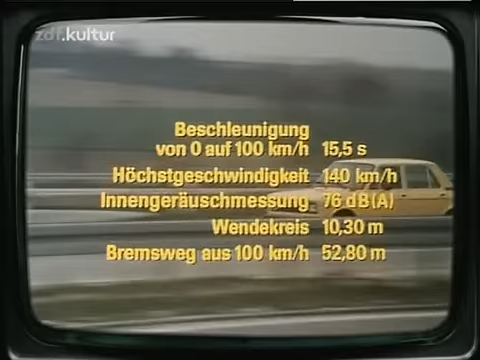 zdf.kultur
Beschleunigung
von 0 auf 100 km/h 15,5 s
Höchstgeschwindigkeit 140 km/h
Innengeräuschmessung 76 dB(A)
Wendekreis 10,30 m
Bremsweg aus 100 km/h 52,80 m